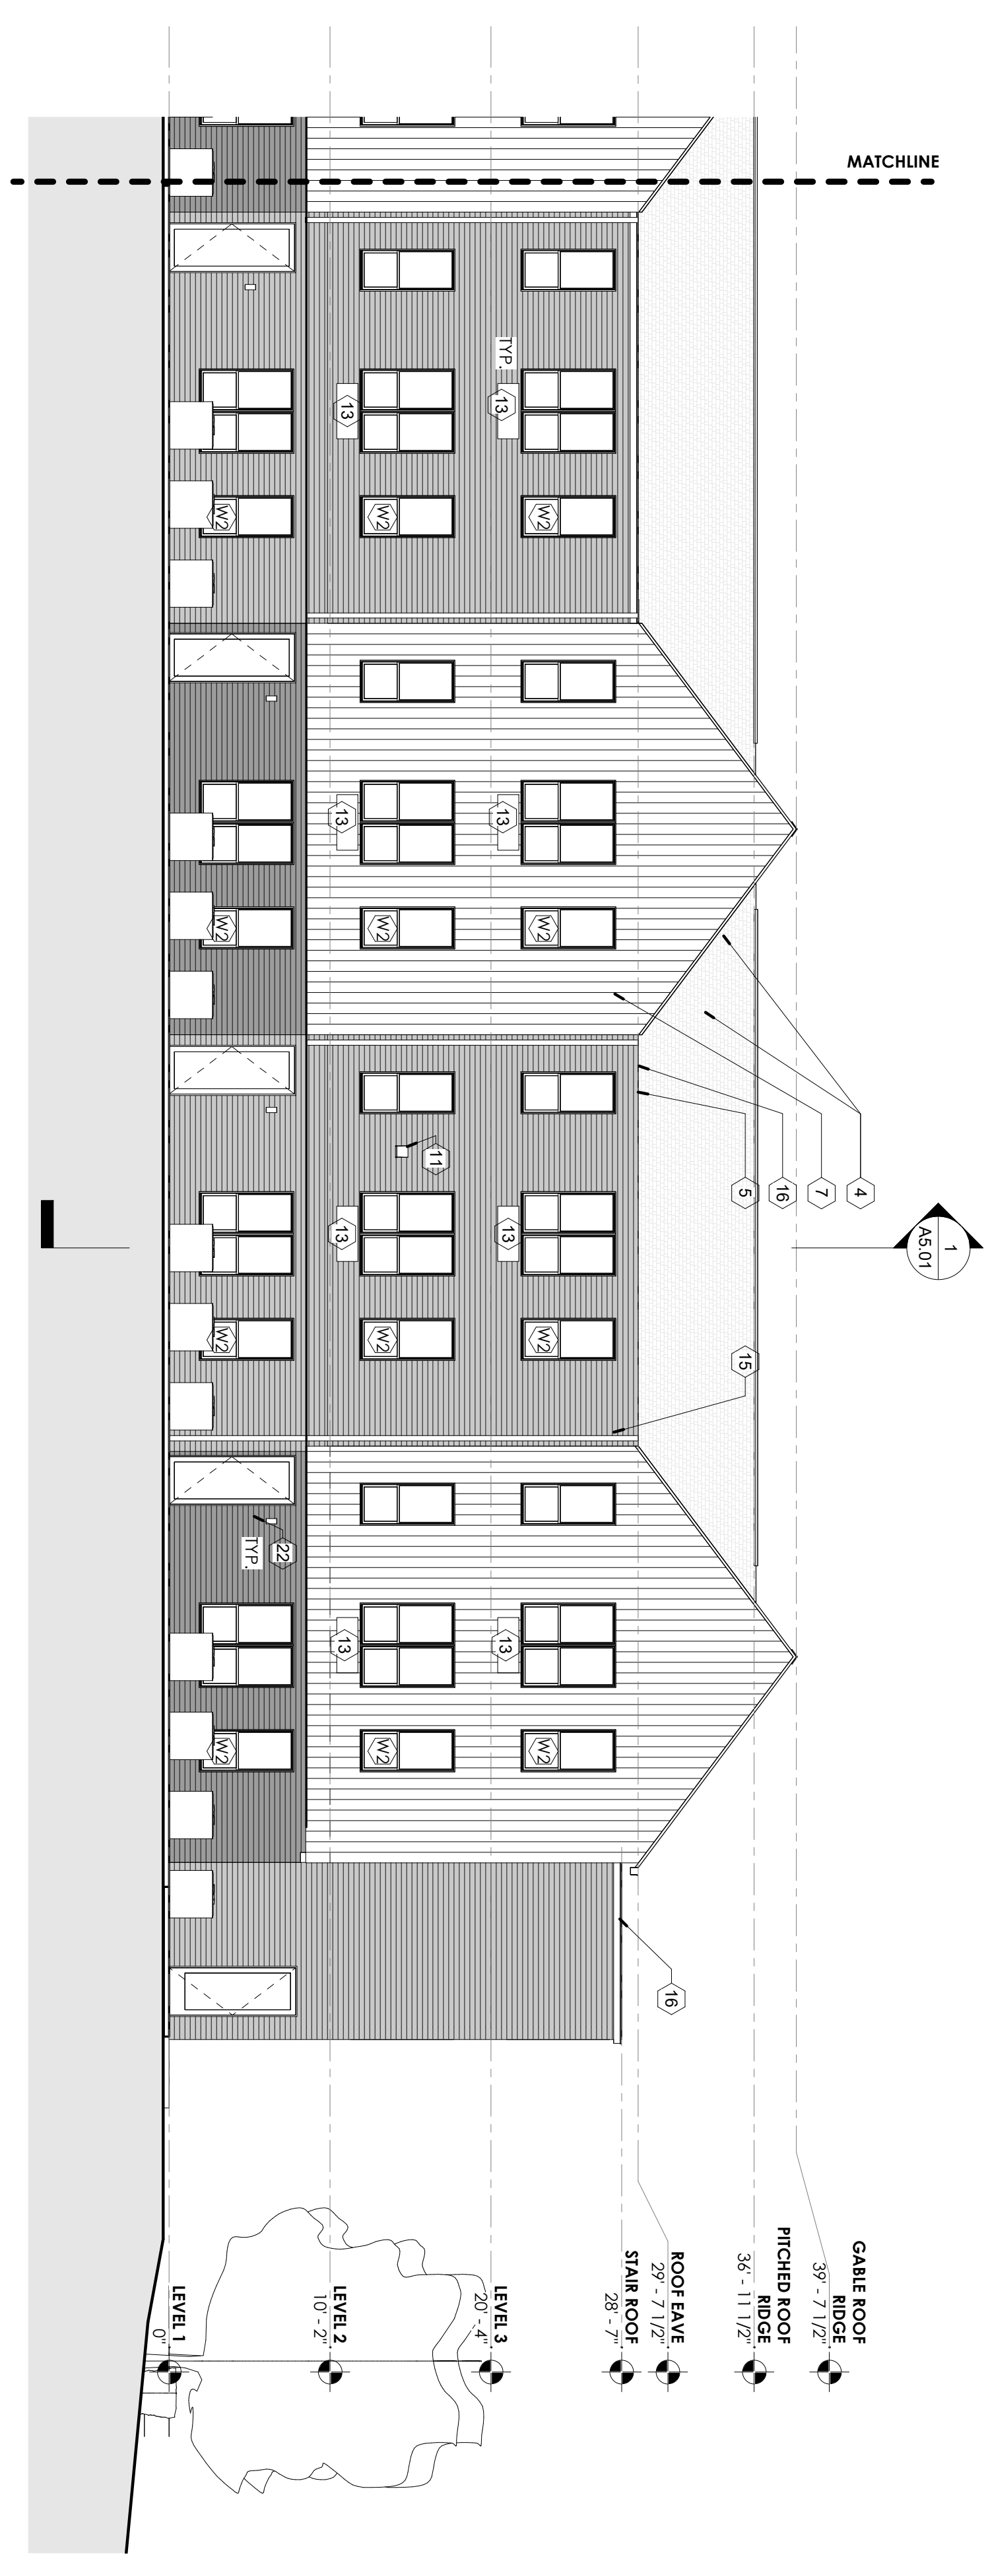 MATCHLINE
TYP.
13
13
W2
W2
W2
13
13
W2
W2
W2
4
7
16
5
1
A5.01
11
13
13
15
W2
W2
W2
22
TYP.
13
13
W2
W2
W2
16
GABLE ROOF
RIDGE
39' - 7 1/2"
PITCHED ROOF
RIDGE
36' - 11 1/2"
ROOF EAVE
29' - 7 1/2"
STAIR ROOF
28' - 7"
LEVEL 3
20' - 4"
LEVEL 2
10' - 2"
LEVEL 1
0"